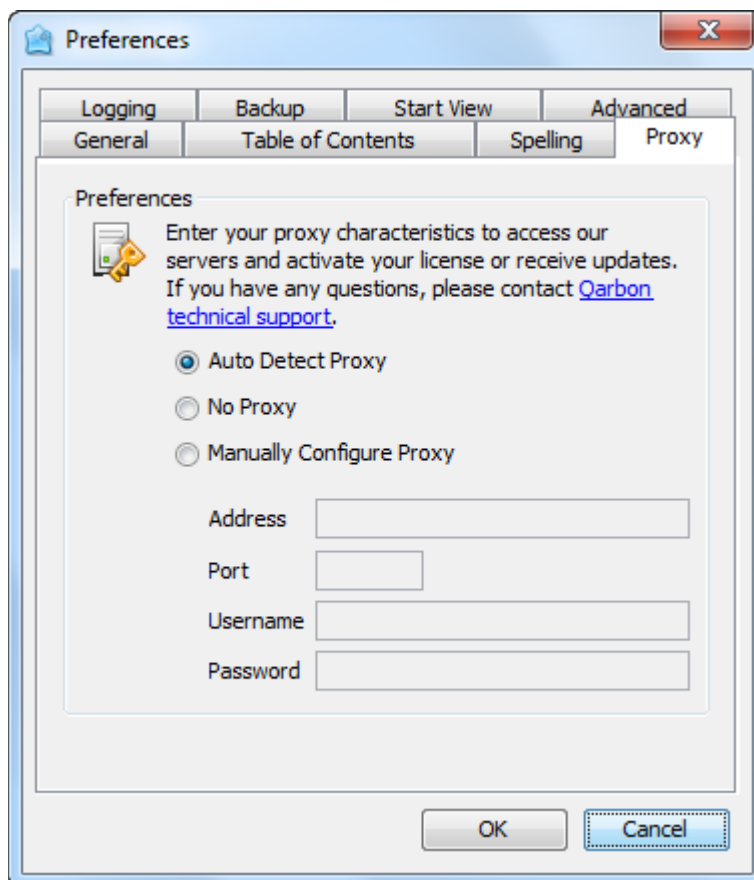 Preferences
Logging Backup Start View Advanced
General Table of Contents Spelling Proxy
Preferences
Enter your proxy characteristics to access our
servers and activate your license or receive updates.
If you have any questions, please contact Qarbon
technical support.
Auto Detect Proxy
No Proxy
Manually Configure Proxy
Address
Port
Username
Password
OK Cancel